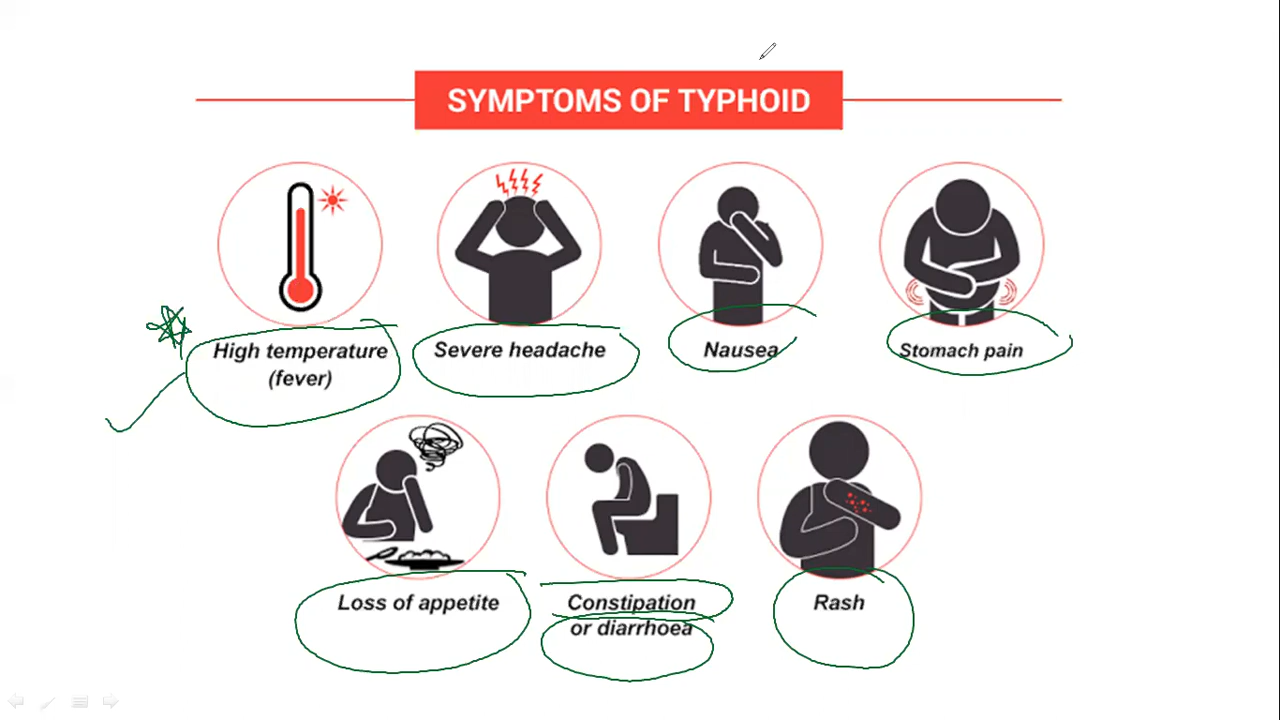 SYMPTOMS OF TYPHOID
High temperature
(fever)
Severe headache
Nausea
Stomach pain
Loss of appetite
Constipation
or diarrhoea
Rash